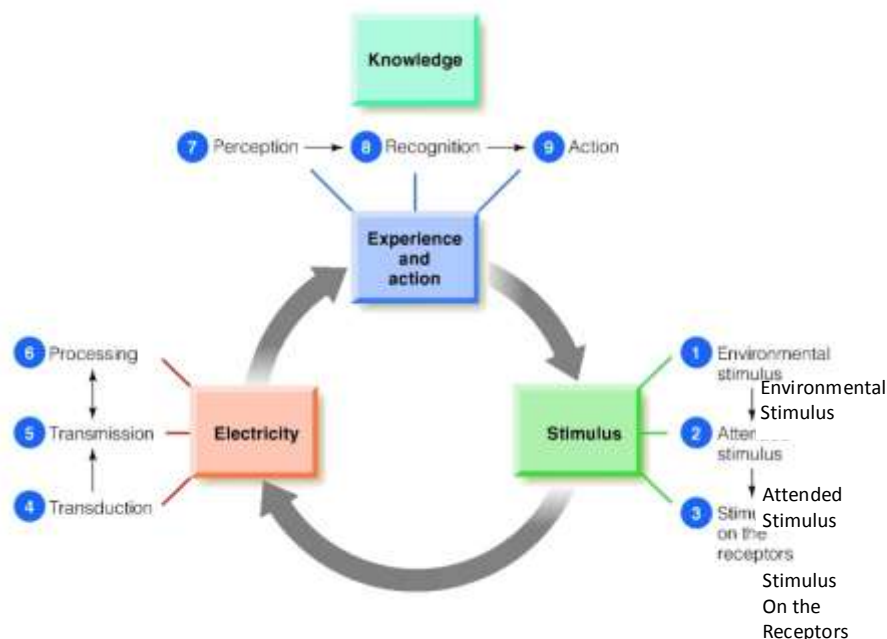 Knowledge
7 Perception
8 Recognition
9 Action
Experience
and
action
6 Processing
5 Transmission
4 Transduction
Electricity
Stimulus
1 Environmental
stimulus
2
stimulus
3
on the
receptors
Environmental
Stimulus
Attended
Stimulus
Stimulus
On the
Receptors